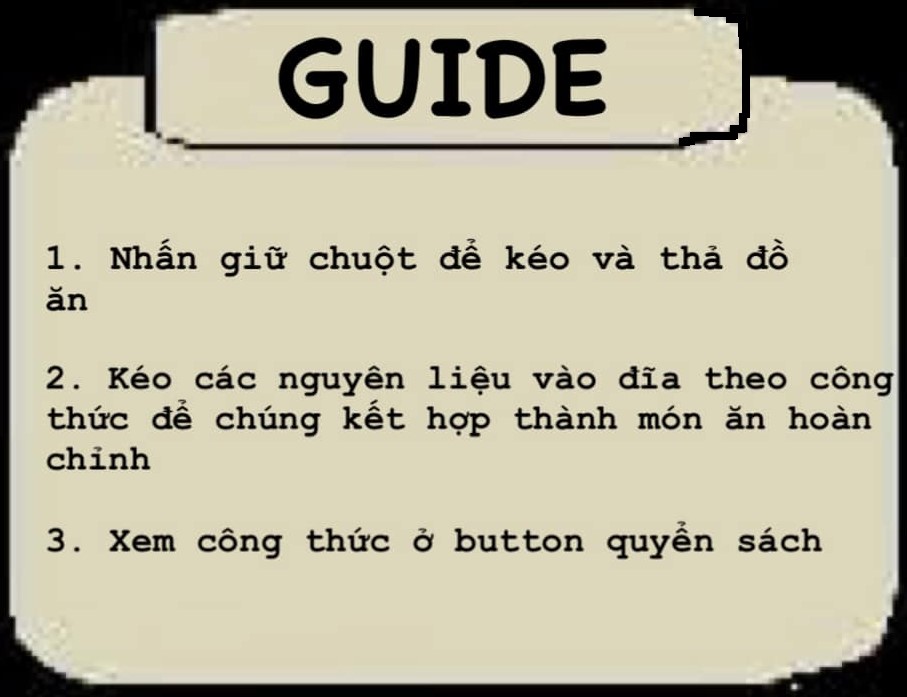 GUIDE
1. Nhấn giữ chuột để kéo và thả đồ
ăn
2. Kéo các nguyên liệu vào đĩa theo công
thức để chúng kết hợp thành món ăn hoàn
chỉnh
3. Xem công thức ở button quyển sách